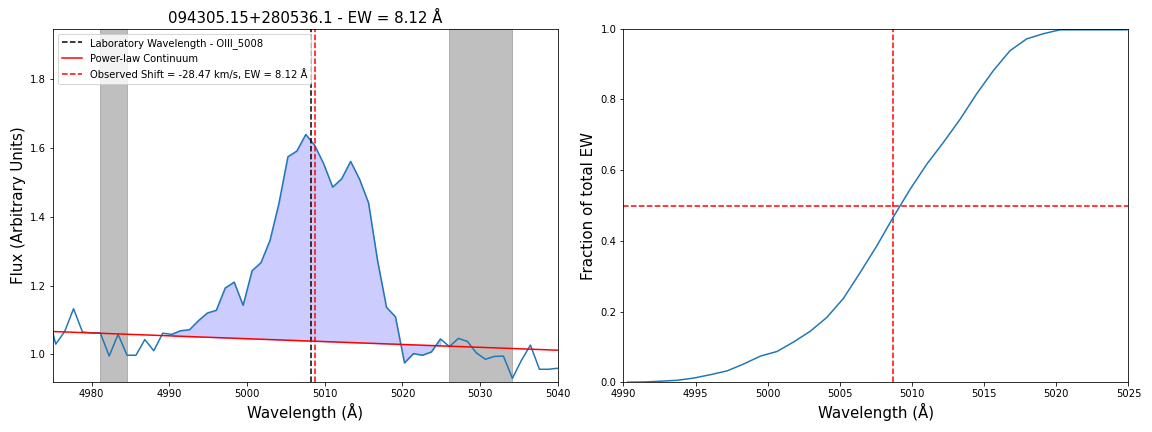 094305.15+280536.1 - EW = 8.12 Å
Laboratory Wavelength - OIII_5008
Power-law Continuum
Observed Shift = -28.47 km/s, EW = 8.12 Å
Flux (Arbitrary Units)
1.8
1.6
1.4
1.2
1.0
4980 4990 5000 5010 5020 5030 5040
Wavelength (Å)
Fraction of total EW
1.0
0.8
0.6
0.4
0.2
0.0
4990 4995 5000 5005 5010 5015 5020 5025
Wavelength (Å)